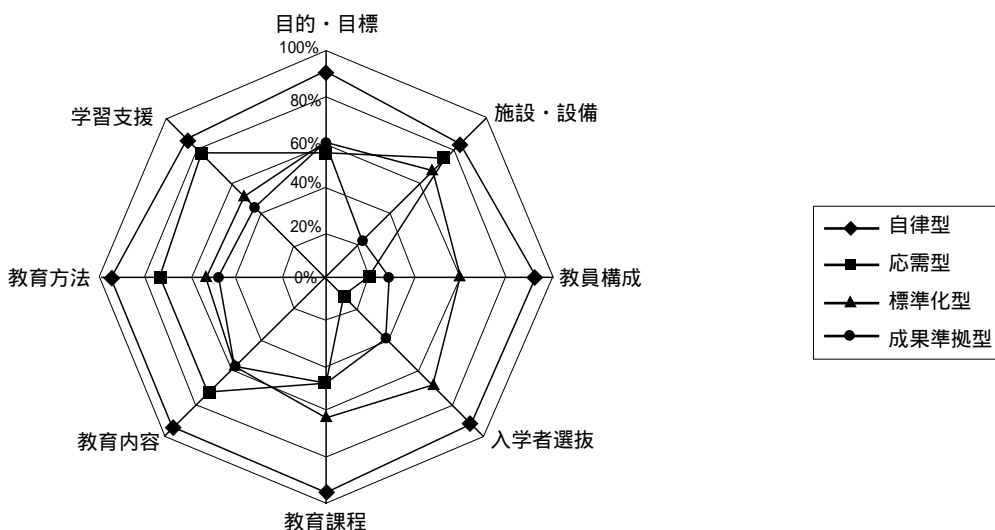 目的・目標
100%
学習支援
80%
施設・設備
60%
40%
20%
教育方法
0%
教員構成
教育内容
入学者選抜
教育課程
自律型
応需型
標準化型
成果準拠型